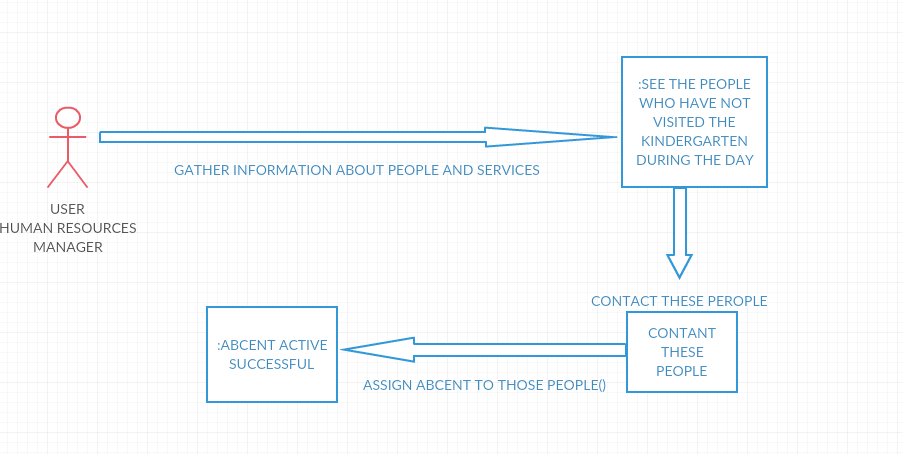 :SEE THE PEOPLE
WHO HAVE NOT
VISITED THE
KINDERGARTEN
DURING THE DAY
GATHER INFORMATION ABOUT PEOPLE AND SERVICES
USER
HUMAN RESOURCES
MANAGER
CONTACT THESE PEROPLE
CONTANT
THESE
PEOPLE
:ABCENT ACTIVE
SUCCESSFUL
ASSIGN ABCENT TO THOSE PEOPLE()